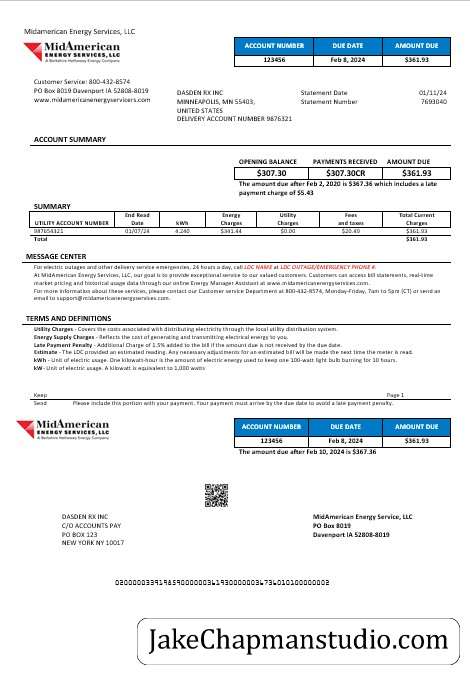 Midamerican Energy Services, LLC
MIDAMERICAN
ENERGY SERVICES, LLC
A Berkshire Hathaway Energy Company
ACCOUNT NUMBER DUE DATE AMOUNT DUE
123456 Feb 8, 2024 $361.93
Customer Service: 800-432-8574
PO Box 8019 Davenport IA 52808-8019
www.midamericanenergyservicers.com
DASDEN RX INC
MINNEAPOLIS, MN 55403,
UNITED STATES
DELIVERY ACCOUNT NUMBER 9876321
Statement Date 01/11/24
Statement Number 7693040
ACCOUNT SUMMARY
OPENING BALANCE PAYMENTS RECEIVED AMOUNT DUE
$307.30 $307.30CR $361.93
The amount due after Feb 2, 2020 is $367.36 which includes a late
payment charge of $5.43
SUMMARY
UTILITY ACCOUNT NUMBER End Read Date kWh Energy Charges Utility Charges Fees and taxes Total Current Charges
987654321 01/07/24 4,240 $341.44 $0.00 $20.49 $361.93
Total $361.93
MESSAGE CENTER
For electric outages and other delivery service emergencies, 24 hours a day, call LDC NAME at LDC OUTAGE/EMERGENCY PHONE #.
At MidAmerican Energy Services, LLC, our goal is to provide exceptional service to our valued customers. Customers can access bill statements, real-time
market pricing and historical usage data through our online Energy Manager Assistant at www.midamericanenergyservices.com.
For more information about these services, please contact our Customer service Department at 800-432-8574, Monday-Friday, 7am to 5pm (CT) or send an
email to support@midamericanenergyservices.com.
TERMS AND DEFINITIONS
Utility Charges - Covers the costs associated with distributing electricity through the local utility distribution system.
Energy Supply Charges - Reflects the cost of generating and transmitting electrical energy to you.
Late Payment Penalty - Additional Charge of 1.5% added to the bill if the amount due is not received by the due date.
Estimate - The LDC provided an estimated reading. Any necessary adjustments for an estimated bill will be made the next time the meter is read.
kWh - Unit of electric usage. One kilowatt-hour is the amount of electric energy used to keep one 100-watt light bulb burning for 10 hours.
kW - Unit of electric use. A kilowatt is equivalent to 1,000 watts
Keep Page 1
Send Please include this portion with your payment. Your payment must arrive by the due date to avoid a late payment penalties.
MIDAMERICAN
ENERGY SERVICES, LLC
A Berkshire Hathaway Energy Company
ACCOUNT NUMBER DUE DATE AMOUNT DUE
123456 Feb 8, 2024 $361.93
The amount due after Feb 10, 2024 is $367.36
DASDEN RX INC
C/O ACCOUNTS PAY
PO BOX 123
NEW YORK NY 10017
MidAmerican Energy Service, LLC
PO Box 8019
Davenport IA 52808-8019
JakeChapmanstudio.com